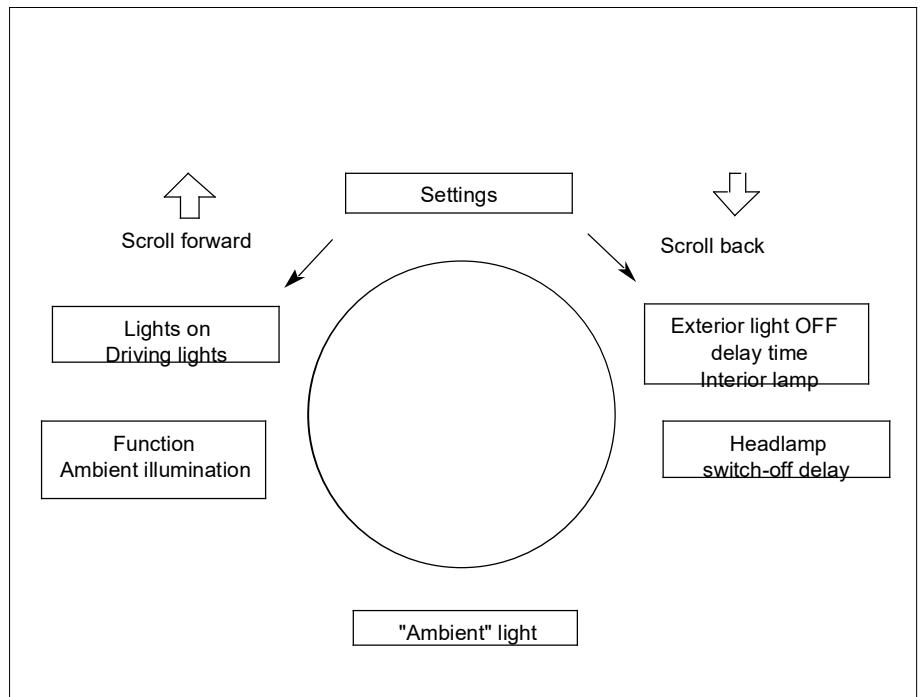 Settings
Scroll forward
Scroll back
Lights on
Driving lights
Exterior light OFF
delay time
Interior lamp
Function
Ambient illumination
Headlamp
switch-off delay
"Ambient" light